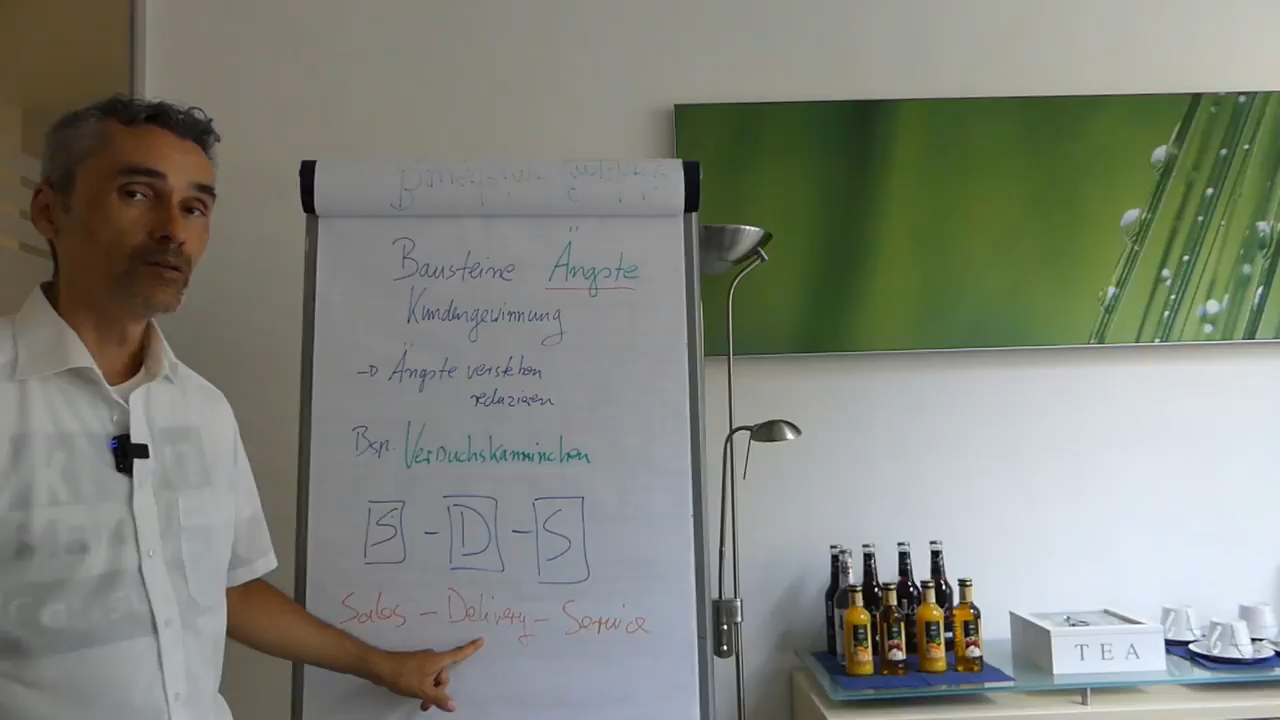 Bausteine Ängste
Kundengewinnung
Ängste verstehen
reduzieren
Bsp. Versuchskaninchen
S - D - S
Sales - Delivery - Service
TEA